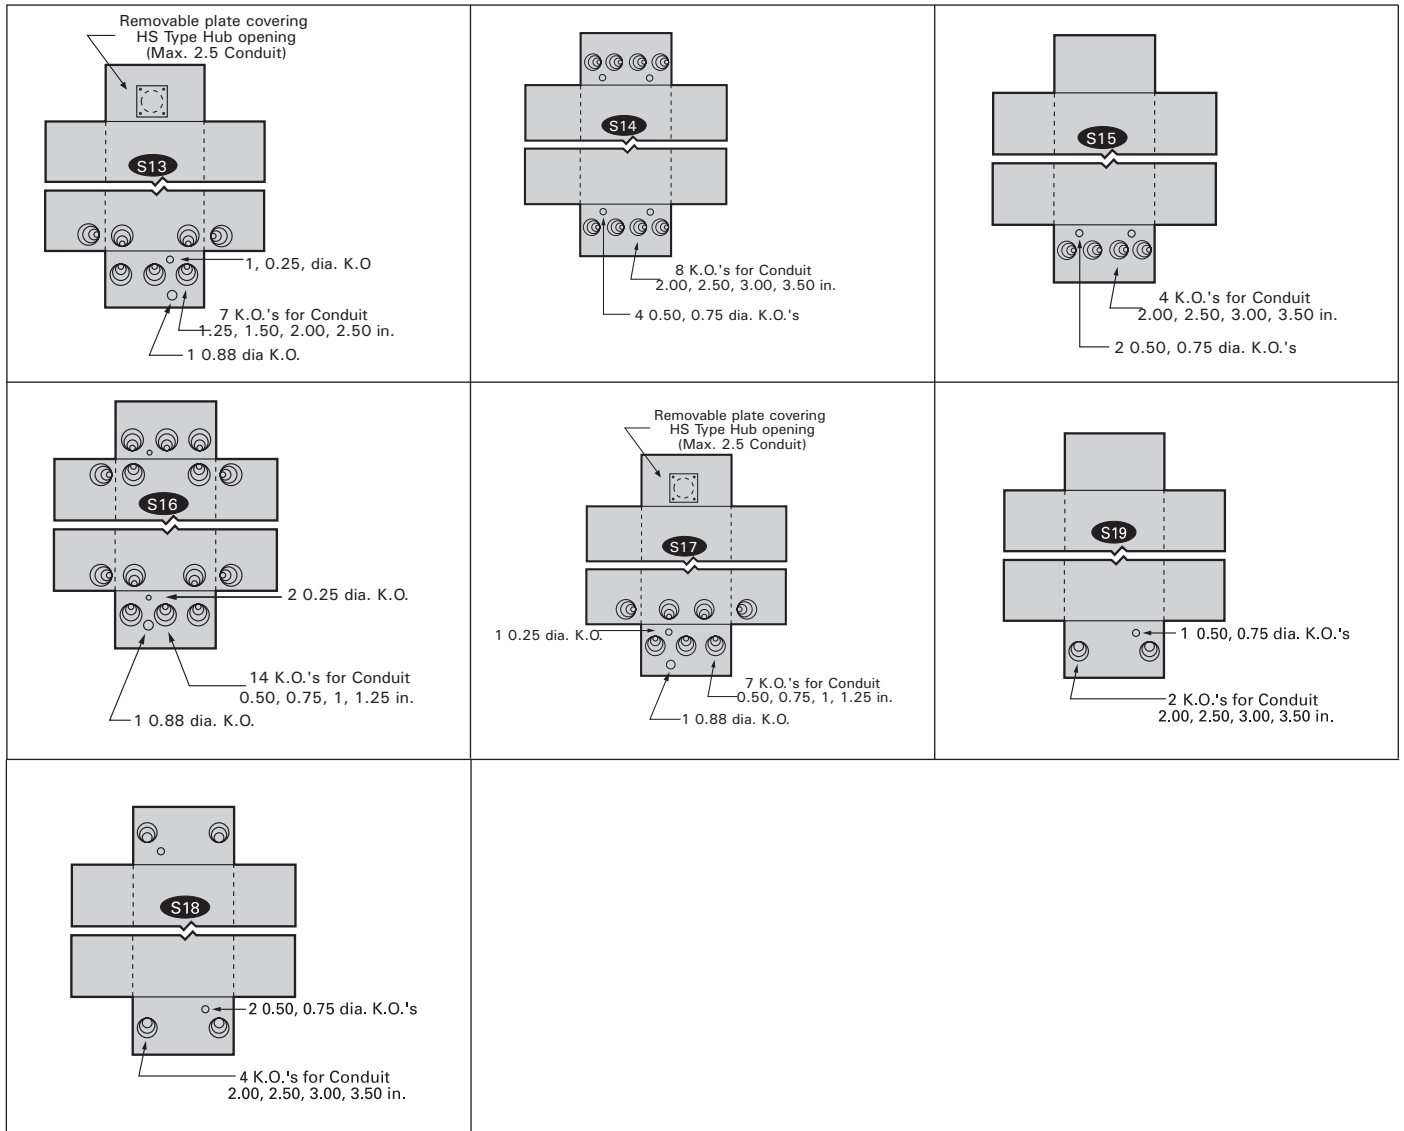 Removable plate covering
HS Type Hub opening
(Max. 2.5 Conduit)
S13
1, 0.25, dia. K.O
7 K.O.'s for Conduit
1.25, 1.50, 2.00, 2.50 in.
1 0.88 dia K.O.
S14
8 K.O.'s for Conduit
2.00, 2.50, 3.00, 3.50 in.
4 0.50, 0.75 dia. K.O.'s
S15
4 K.O.'s for Conduit
2.00, 2.50, 3.00, 3.50 in.
2 0.50, 0.75 dia. K.O.'s
S16
2 0.25 dia. K.O.
14 K.O.'s for Conduit
0.50, 0.75, 1, 1.25 in.
1 0.88 dia. K.O.
Removable plate covering
HS Type Hub opening
(Max. 2.5 Conduit)
S17
1 0.25 dia. K.O.
7 K.O.'s for Conduit
0.50, 0.75, 1, 1.25 in.
1 0.88 dia. K.O.
S19
1 0.50, 0.75 dia. K.O.'s
2 K.O.'s for Conduit
2.00, 2.50, 3.00, 3.50 in.
S18
2 0.50, 0.75 dia. K.O.'s
4 K.O.'s for Conduit
2.00, 2.50, 3.00, 3.50 in.